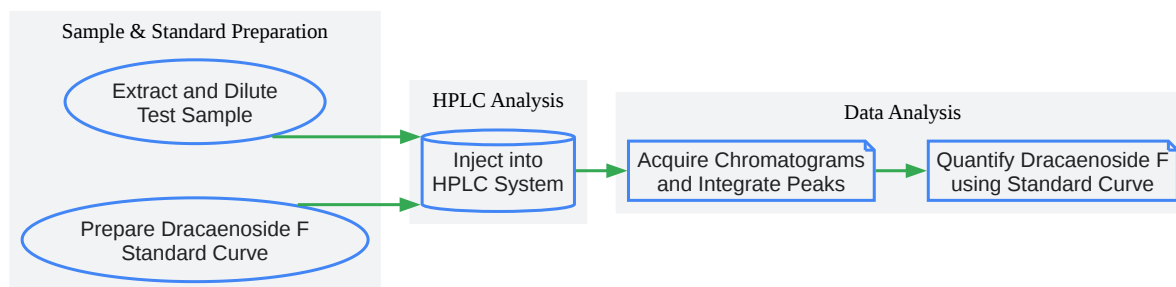 Sample & Standard Preparation
Extract and Dilute
Test Sample
Prepare Dracaenoside F
Standard Curve
HPLC Analysis
Inject into
HPLC System
Data Analysis
Acquire Chromatograms
and Integrate Peaks
Quantify Dracaenoside F
using Standard Curve